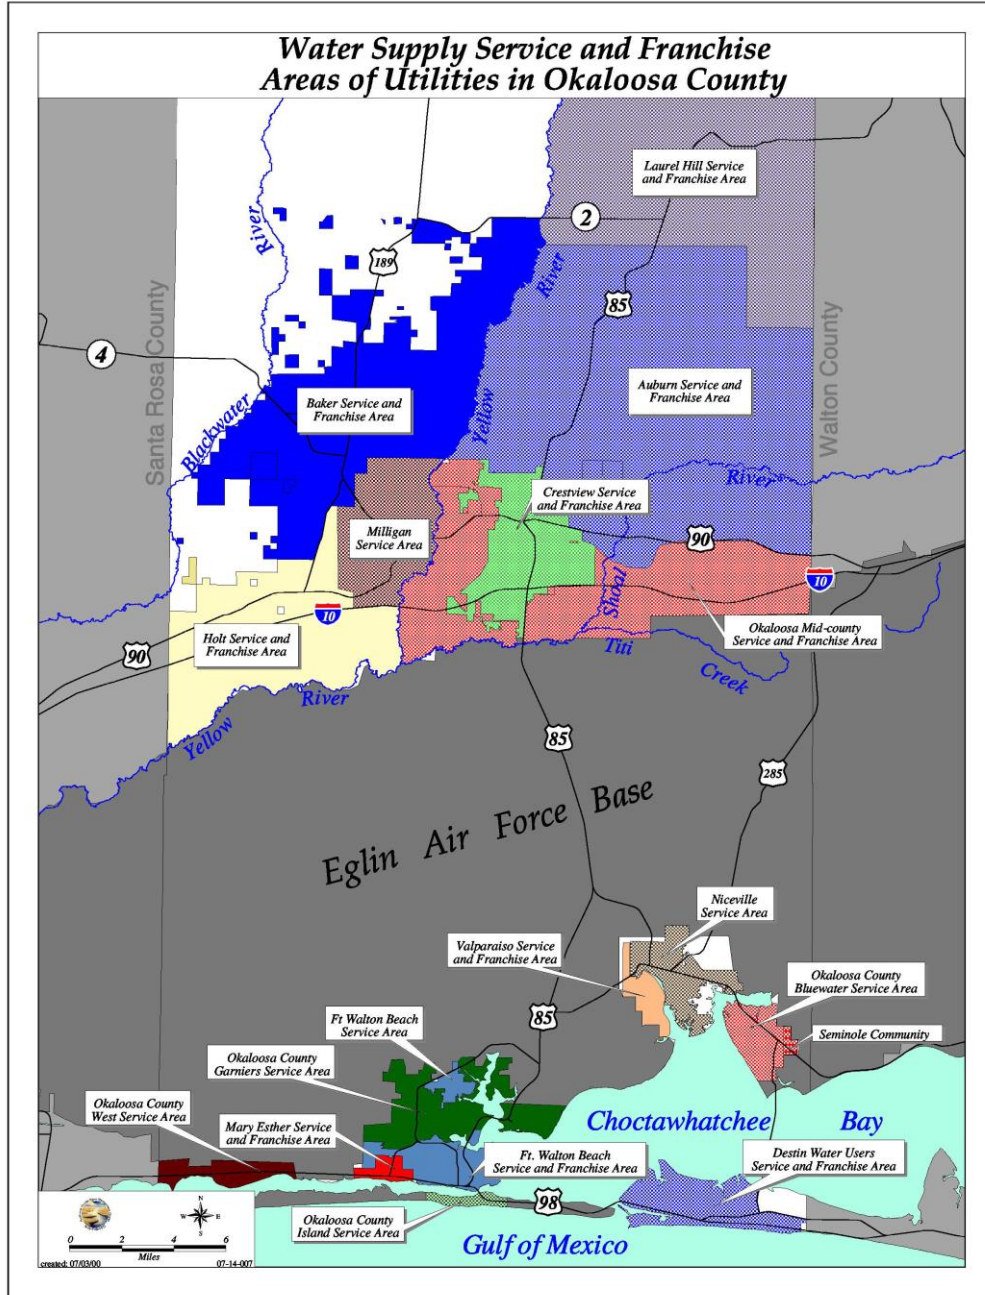 Water Supply Service and Franchise
Areas of Utilities in Okaloosa County
Laurel Hill Service
and Franchise Area
2
River
River
189
85
Santa Rosa County
Walton County
4
Auburn Service and
Franchise Area
Baker Service and
Franchise Area
Blackwater
Yellow
River
Crestview Service
and Franchise Area
Milligan
Service Area
90
Shoal
10
10
Holt Service and
Franchise Area
Okaloosa Mid-county
Service and Franchise Area
90
Titi
Creek
River
Yellow
85
285
Eglin Air Force Base
Niceville
Service Area
Valparaiso Service
and Franchise Area
Okaloosa County
Bluewater Service Area
85
Ft Walton Beach
Service Area
Seminole Community
Okaloosa County
Garniers Service Area
Okaloosa County
West Service Area
Mary Esther Service
and Franchise Area
Choctawhatchee Bay
Ft. Walton Beach
Service and Franchise Area
Destin Water Users
Service and Franchise Area
98
Okaloosa County
Island Service Area
Gulf of Mexico
N
W E
S
0 2 4 6
Miles
created: 07/03/00 07-14-007